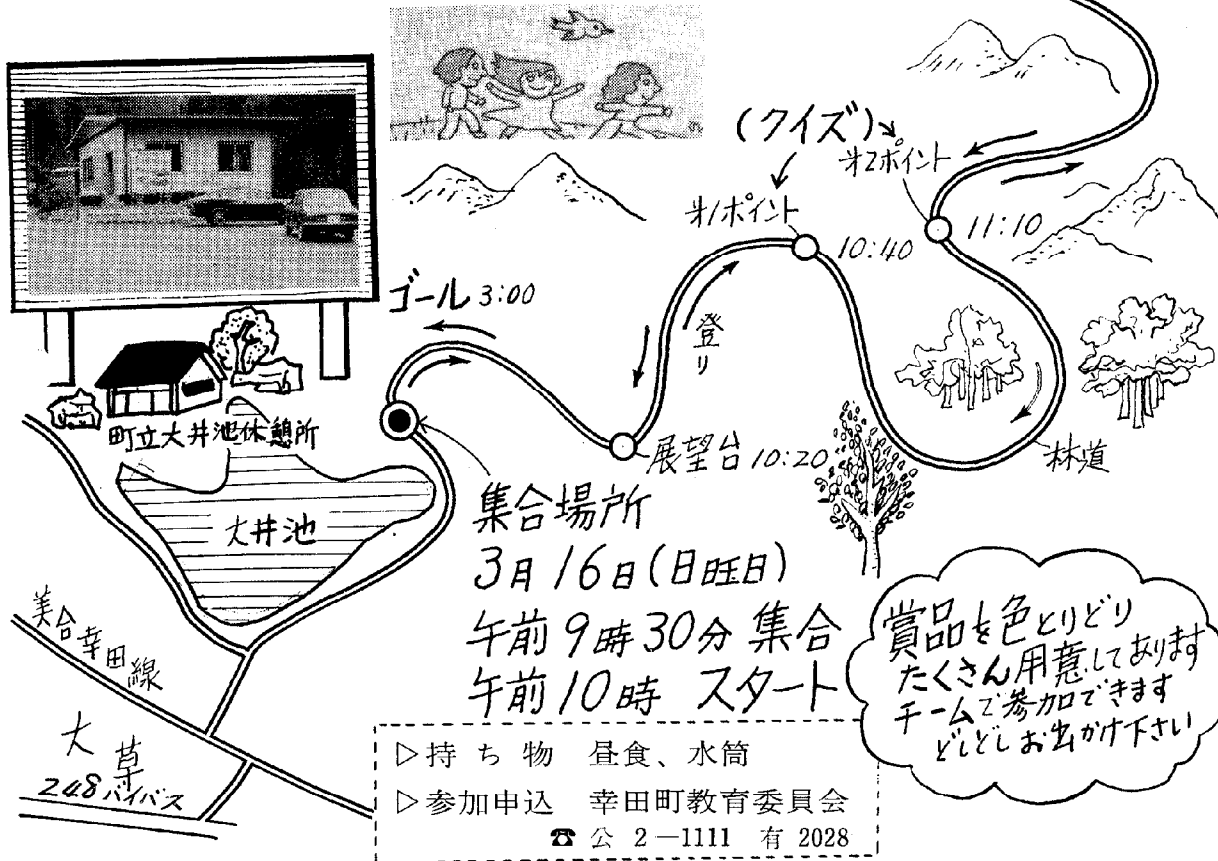 (クイズ)
㐧2ポイント
㐧1ポイント
10:40
11:10
ゴール 3:00
登り
町立大井池休憩所
展望台 10:20
林道
大井池
集合場所
3月16日(日旺日)
午前9時30分 集合
午前10時 スタート
美合幸田線
大草
248バイパス
賞品を色とりどり
たくさん用意してあります
チームで参加できます
どしどしお出かけ下さい
▷持ち物 昼食、水筒
▷参加申込 幸田町教育委員会
☎ 公 2―1111 有 2028